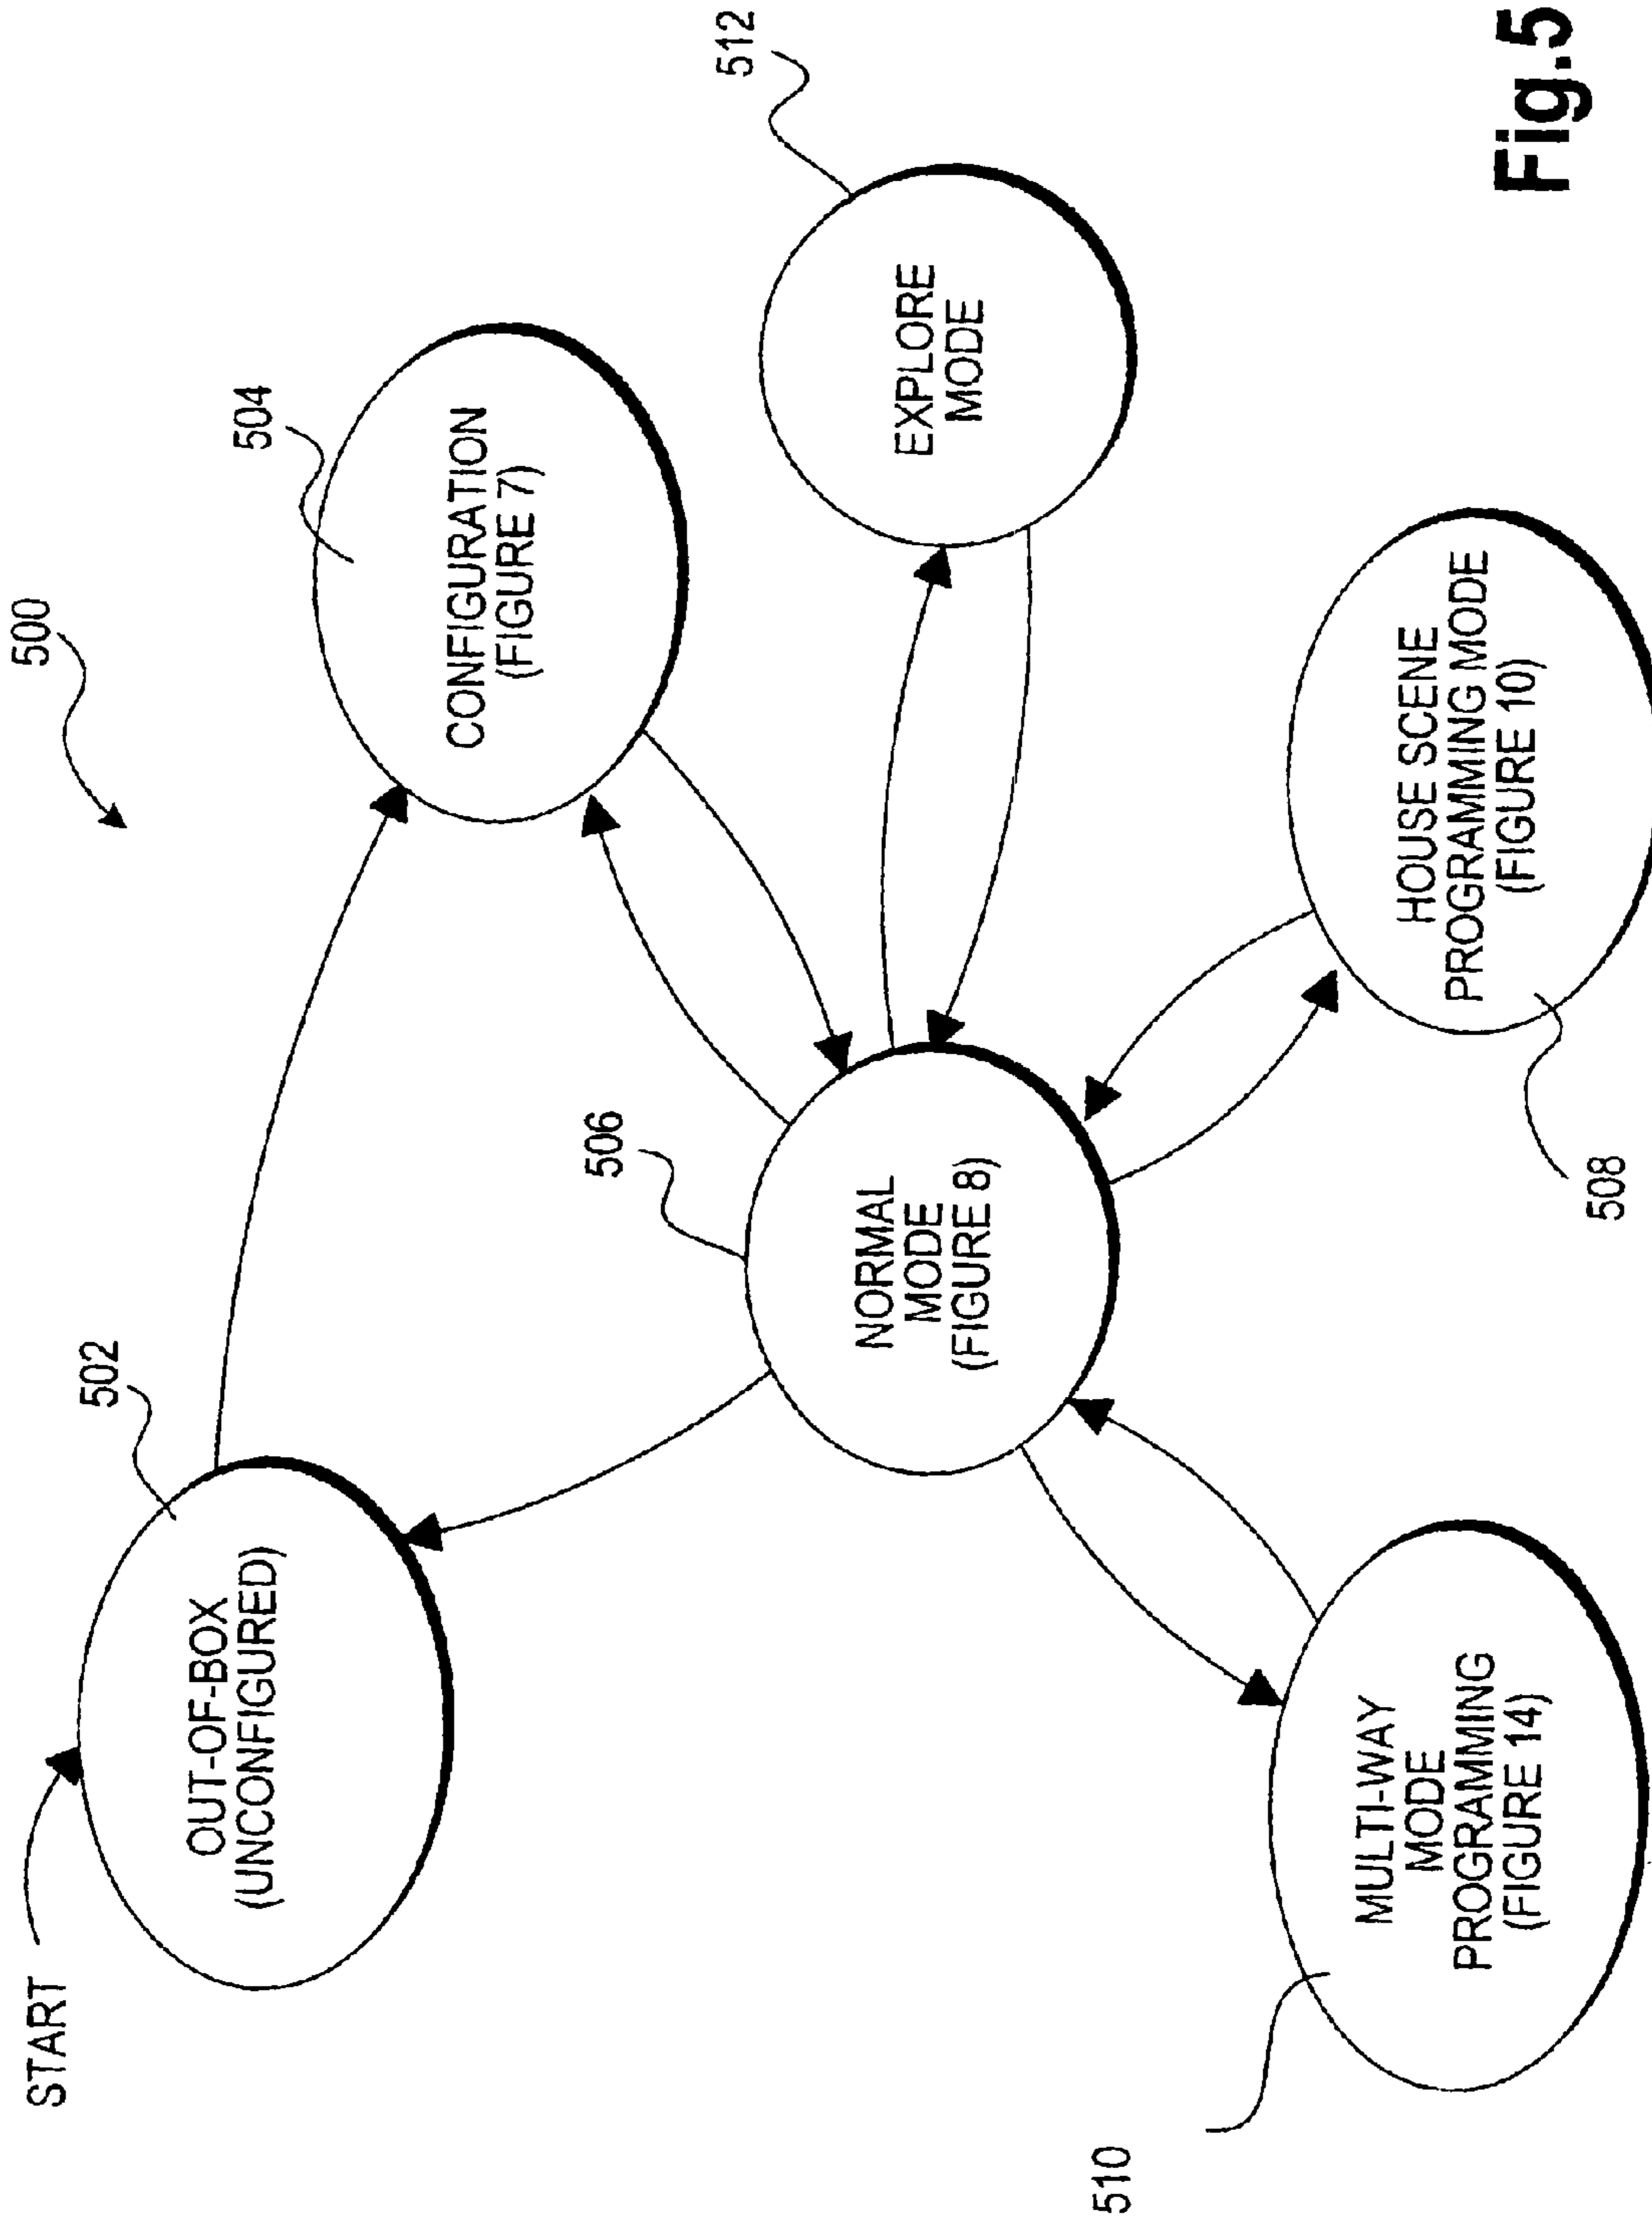 500
START
502
OUT-OF-BOX
(UNCONFIGURED)
504
CONFIGURATION
(FIGURE 7)
506
NORMAL
MODE
(FIGURE 8)
512
EXPLORE
MODE
510
MULTI-WAY
MODE
PROGRAMMING
(FIGURE 14)
508
HOUSE SCENE
PROGRAMMING MODE
(FIGURE 10)
Fig.5